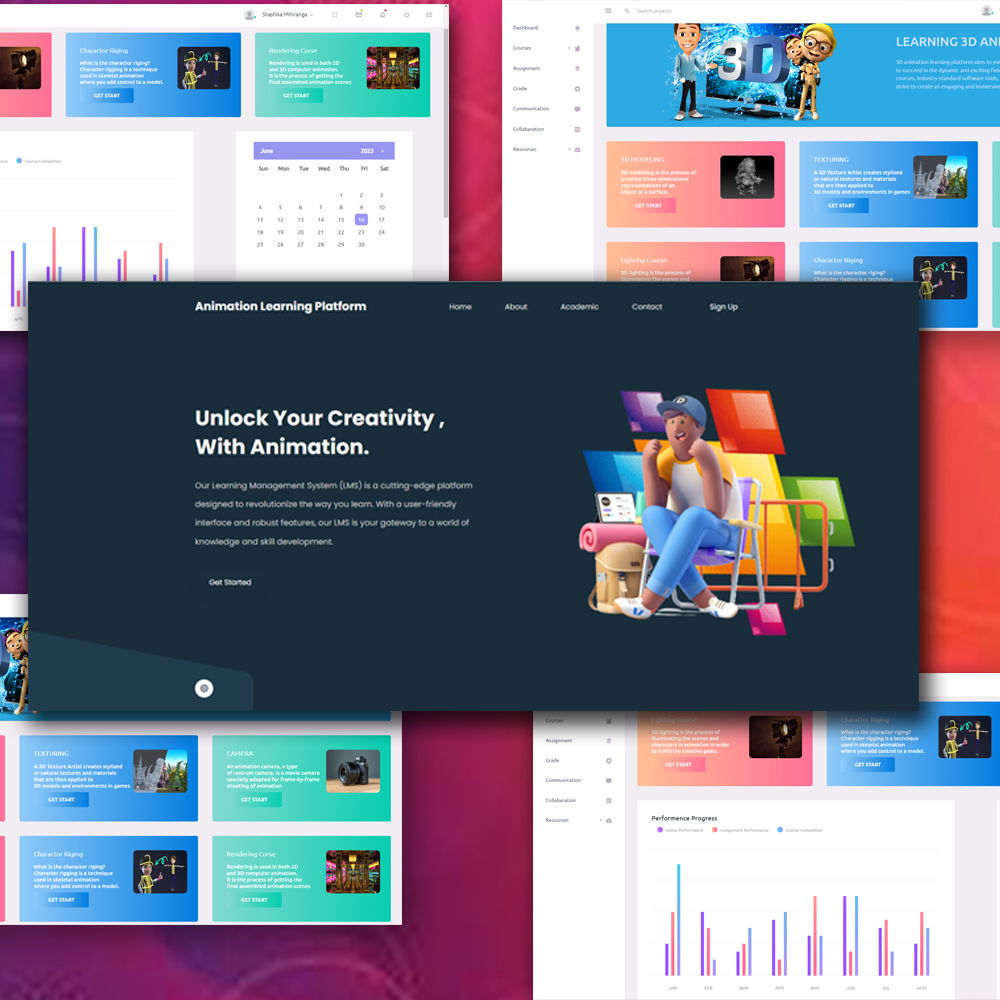 Shashika Mihiranga
Charactor Riging
What is the character riging?
Character rigging is a technique
used in skeletal animation
where you add control to a model.
GET START
Rendering Corse
Rendering is used in both 2D
and 3D computer animation.
It is the process of getting the
final assembled animation scenes
GET START
Course Completion
June 2023
Sun Mon Tue Wed Thu Fri Sat
1 2 3
4 5 6 7 8 9 10
11 12 13 14 15 16 17
18 19 20 21 22 23 24
25 26 27 28 29 30
APR
Search projects
Dashboard
Courses
Assignment
Grade
Communication
Collabaration
Resourses
3D
LEARNING 3D AN
3D animation learning platform aims to em
to succeed in the dynamic and exciting fiel
courses, industry-standard software tools,
strive to create an engaging and immersive
3D MODELING
3D modelling is the process of
creating three-dimensional
representations of an
object or a surface.
GET START
TEXTURING
A 3D Texture Artist creates stylized
or natural textures and materials
that are then applied to
3D models and environments in games
GET START
Lighting Course
3D lighting is the process of
illuminating the scenes and
Charactor Riging
What is the character riging?
Animation Learning Platform
Home About Academic Contact Sign Up
Unlock Your Creativity ,
With Animation.
Our Learning Management System (LMS) is a cutting-edge platform
designed to revolutionize the way you learn. With a user-friendly
interface and robust features, our LMS is your gateway to a world of
knowledge and skill development.
Get Started
TEXTURING
A 3D Texture Artist creates stylized
or natural textures and materials
that are then applied to
3D models and environments in games
GET START
CAMERA
An animation camera, a type
of rostrum camera, is a movie camera
specially adapted for frame-by-frame
shooting of animation
GET START
Charactor Riging
What is the character riging?
Character rigging is a technique
used in skeletal animation
where you add control to a model.
GET START
Rendering Corse
Rendering is used in both 2D
and 3D computer animation.
It is the process of getting the
final assembled animation scenes
GET START
Courses
Assignment
Grade
Communication
Collabaration
Resourses
Lighting Course
3D lighting is the process of
illuminating the scenes and
characters in animation in order
to fulfill the creative goals.
GET START
Charactor Riging
What is the character riging?
Character rigging is a technique
used in skeletal animation
where you add control to a model.
GET START
Performence Progress
Active Performance Assignment Performance Course Completion
JAN FEB MAR APR MAY JUN JUL AUG